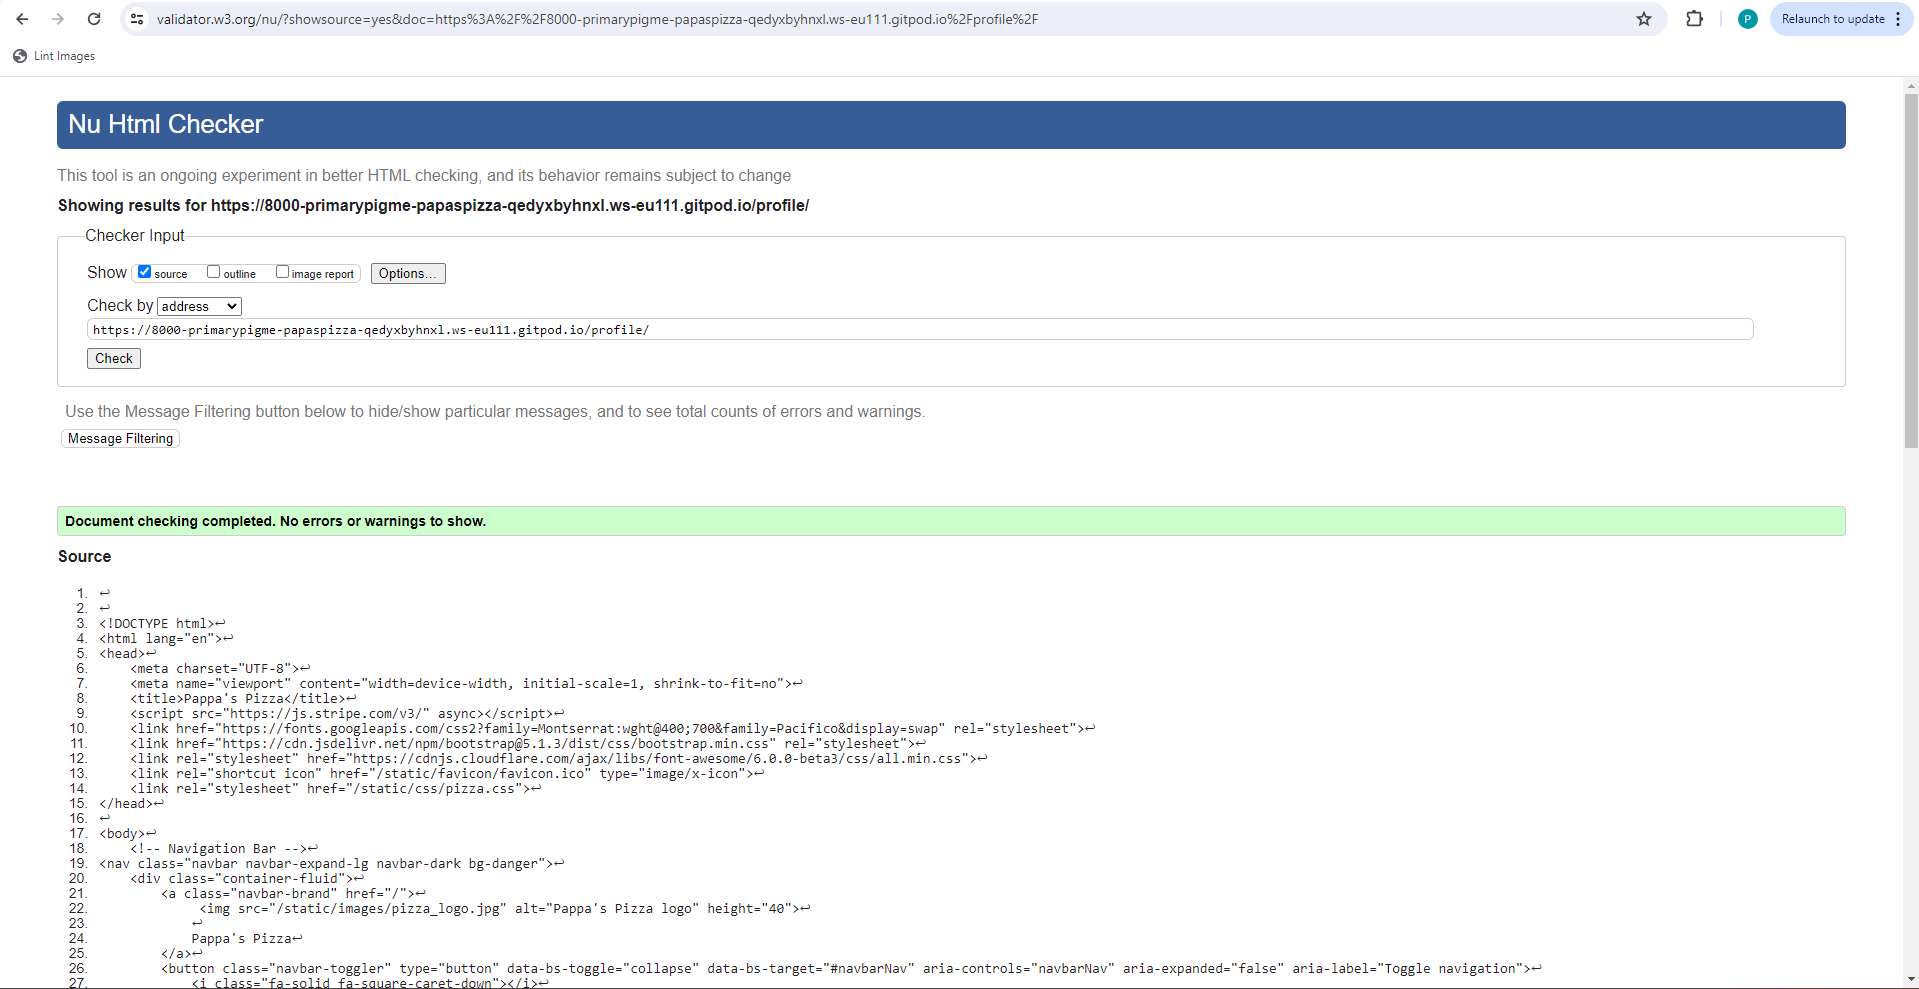 validator.w3.org/nu/?showsource=yes&doc=https%3A%2F%2F8000-primarypigme-papaspizza-qedyxbyhnxl.ws-eu111.gitpod.io%2Fprofile%2F
P
Relaunch to update
Lint Images
Nu Html Checker
This tool is an ongoing experiment in better HTML checking, and its behavior remains subject to change
Showing results for https://8000-primarypigme-papaspizza-qedyxbyhnxl.ws-eu111.gitpod.io/profile/
Checker Input
Show source outline image report Options...
Check by address
https://8000-primarypigme-papaspizza-qedyxbyhnxl.ws-eu111.gitpod.io/profile/
Check
Use the Message Filtering button below to hide/show particular messages, and to see total counts of errors and warnings.
Message Filtering
Document checking completed. No errors or warnings to show.
Source
1. ↩
2. ↩
3. <!DOCTYPE html>↩
4. <html lang="en">↩
5. <head>↩
6. <meta charset="UTF-8">↩
7. <meta name="viewport" content="width=device-width, initial-scale=1, shrink-to-fit=no">↩
8. <title>Pappa's Pizza</title>↩
9. <script src="https://js.stripe.com/v3/" async></script>↩
10. <link href="https://fonts.googleapis.com/css2?family=Montserrat:wght@400;700&family=Pacifico&display=swap" rel="stylesheet">↩
11. <link href="https://cdn.jsdelivr.net/npm/bootstrap@5.1.3/dist/css/bootstrap.min.css" rel="stylesheet">↩
12. <link rel="stylesheet" href="https://cdnjs.cloudflare.com/ajax/libs/font-awesome/6.0.0-beta3/css/all.min.css">↩
13. <link rel="shortcut icon" href="/static/favicon/favicon.ico" type="image/x-icon">↩
14. <link rel="stylesheet" href="/static/css/pizza.css">↩
15. </head>↩
16. ↩
17. <body>↩
18. <!-- Navigation Bar -->↩
19. <nav class="navbar navbar-expand-lg navbar-dark bg-danger">↩
20. <div class="container-fluid">↩
21. <a class="navbar-brand" href="/">↩
22. <img src="/static/images/pizza_logo.jpg" alt="Pappa's Pizza logo" height="40">↩
23. ↩
24. Pappa's Pizza↩
25. </a>↩
26. <button class="navbar-toggler" type="button" data-bs-toggle="collapse" data-bs-target="#navbarNav" aria-controls="navbarNav" aria-expanded="false" aria-label="Toggle navigation">↩
27. <i class="fa-solid fa-square-caret-down"></i>↩